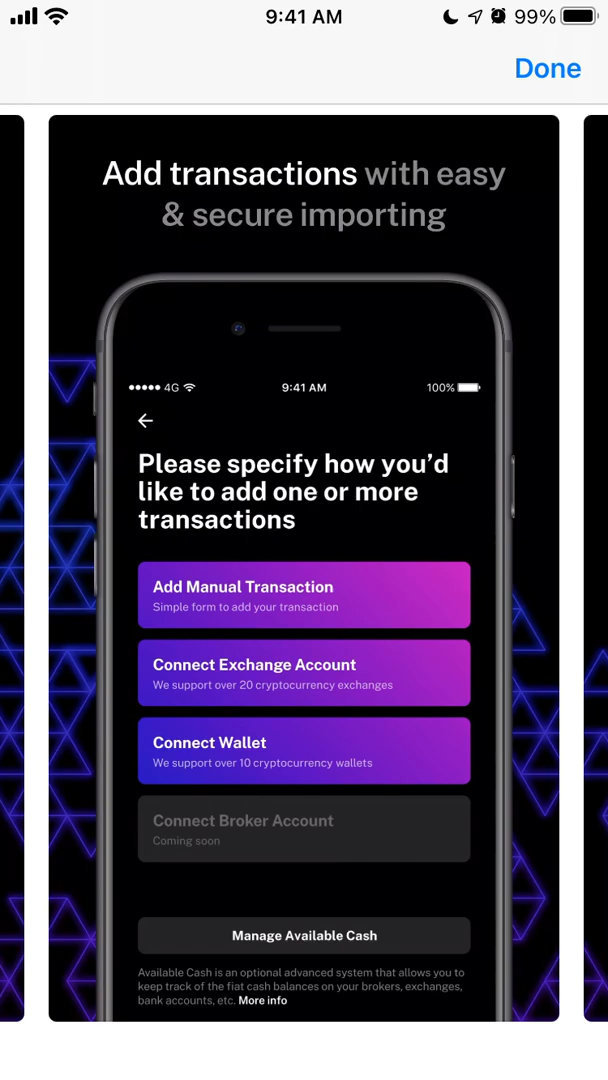 9:41 AM
99%
Done
Add transactions with easy
& secure importing
4G
9:41 AM
100%
Please specify how you’d
like to add one or more
transactions
Add Manual Transaction
Simple form to add your transaction
Connect Exchange Account
We support over 20 cryptocurrency exchanges
Connect Wallet
We support over 10 cryptocurrency wallets
Connect Broker Account
Coming soon
Manage Available Cash
Available Cash is an optional advanced system that allows you to
keep track of the fiat cash balances on your brokers, exchanges,
bank accounts, etc. More info